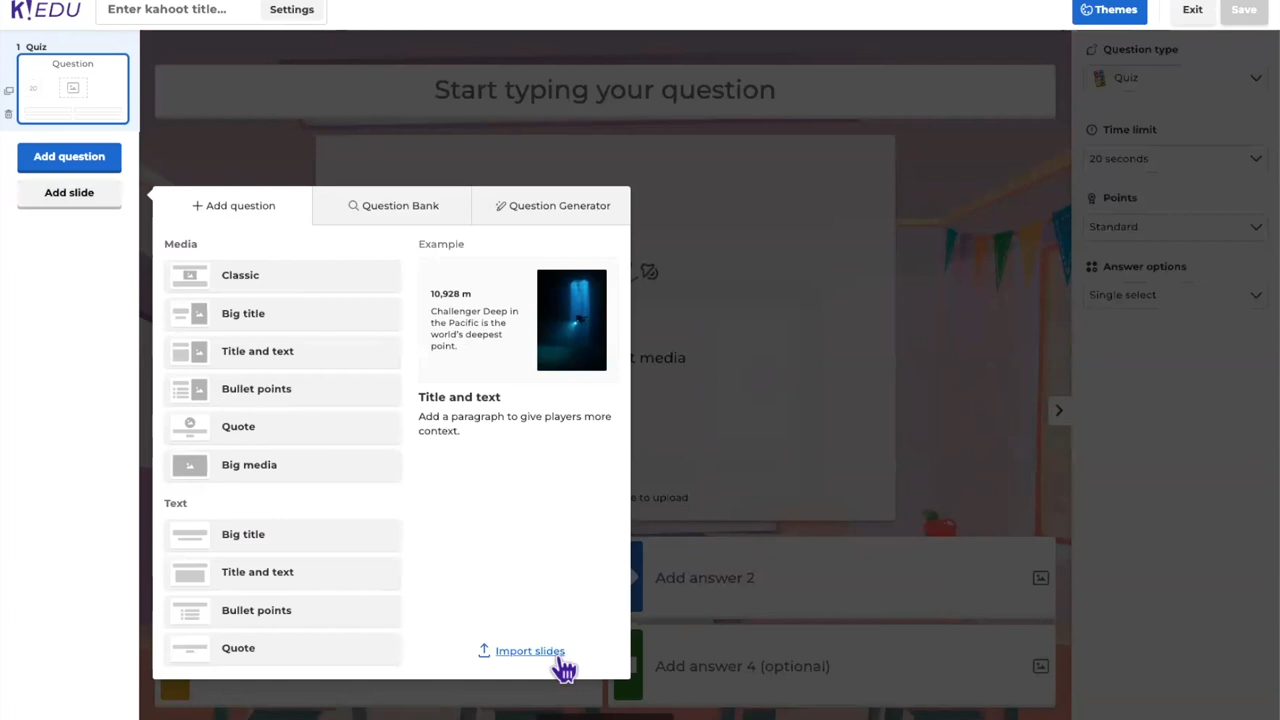 K!EDU
Enter kahoot title...
Settings
Themes
Exit
Save
1 Quiz
Question
20
Add question
Add slide
Start typing your question
Question type
Quiz
Time limit
20 seconds
Points
Standard
Answer options
Single select
Add question
Question Bank
Question Generator
Media
Classic
Big title
Title and text
Bullet points
Quote
Big media
Text
Big title
Title and text
Bullet points
Quote
Example
10,928 m
Challenger Deep in
the Pacific is the
world's deepest
point.
Title and text
Add a paragraph to give players more
context.
Import slides
t media
e to upload
Add answer 2
Add answer 4 (optional)